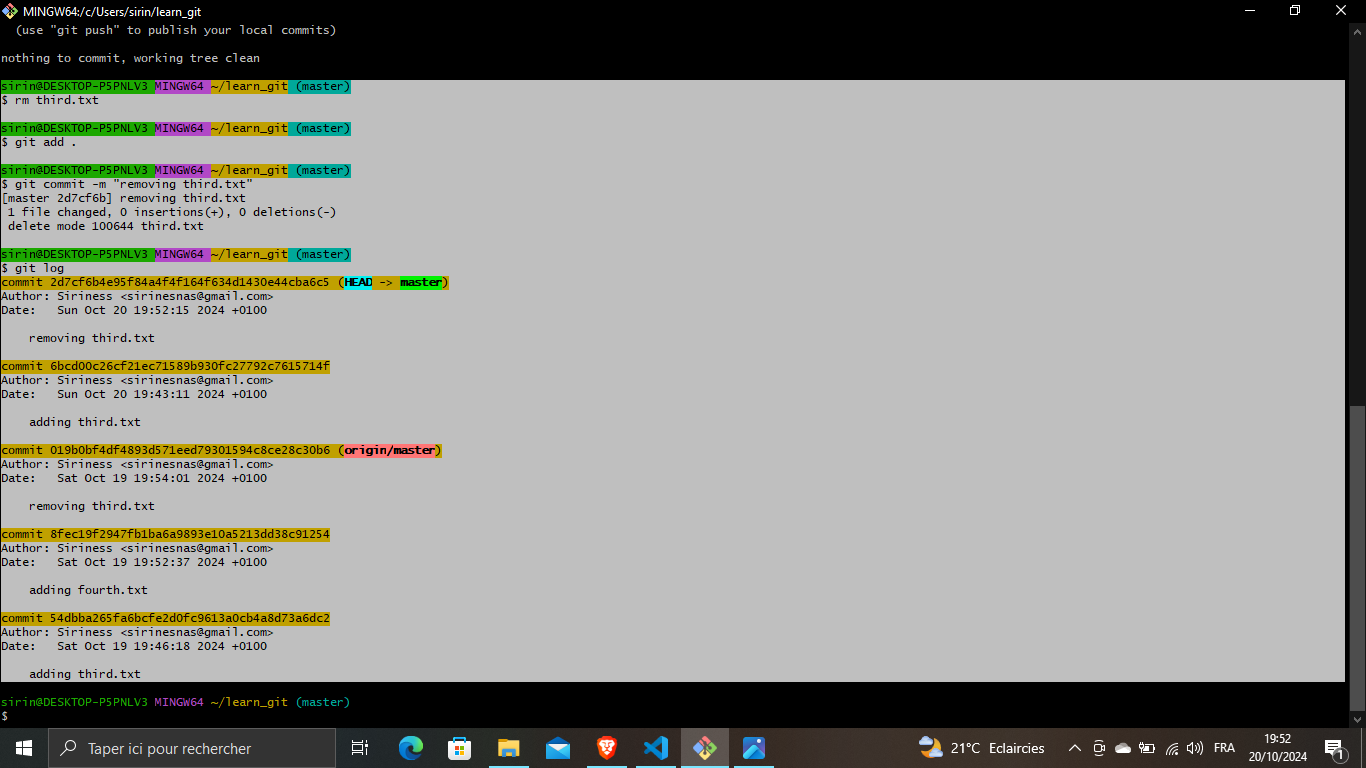 MINGW64:/c/Users/sirin/learn_git
(use "git push" to publish your local commits)
nothing to commit, working tree clean
sirin@DESKTOP-P5PNLV3 MINGW64 ~/learn_git (master)
$ rm third.txt
sirin@DESKTOP-P5PNLV3 MINGW64 ~/learn_git (master)
$ git add .
sirin@DESKTOP-P5PNLV3 MINGW64 ~/learn_git (master)
$ git commit -m "removing third.txt"
[master 2d7cf6b] removing third.txt
1 file changed, 0 insertions(+), 0 deletions(-)
delete mode 100644 third.txt
sirin@DESKTOP-P5PNLV3 MINGW64 ~/learn_git (master)
$ git log
commit 2d7cf6b4e95f84a4f4f164f634d1430e44cba6c5 (HEAD -> master)
Author: Siriness <sirinesnas@gmail.com>
Date:   Sun Oct 20 19:52:15 2024 +0100
removing third.txt
commit 6bcd00c26cf21ec71589b930fc27792c7615714f
Author: Siriness <sirinesnas@gmail.com>
Date:   Sun Oct 20 19:43:11 2024 +0100
adding third.txt
commit 019b0bf4df4893d571eed79301594c8ce28c30b6 (origin/master)
Author: Siriness <sirinesnas@gmail.com>
Date:   Sat Oct 19 19:54:01 2024 +0100
removing third.txt
commit 8fec19f2947fb1ba6a9893e10a5213dd38c91254
Author: Siriness <sirinesnas@gmail.com>
Date:   Sat Oct 19 19:52:37 2024 +0100
adding fourth.txt
commit 54dbba265fa6bcfe2d0fc9613a0cb4a8d73a6dc2
Author: Siriness <sirinesnas@gmail.com>
Date:   Sat Oct 19 19:46:18 2024 +0100
adding third.txt
sirin@DESKTOP-P5PNLV3 MINGW64 ~/learn_git (master)
$
Taper ici pour rechercher
21°C Eclaircies
FRA
19:52
20/10/2024
1